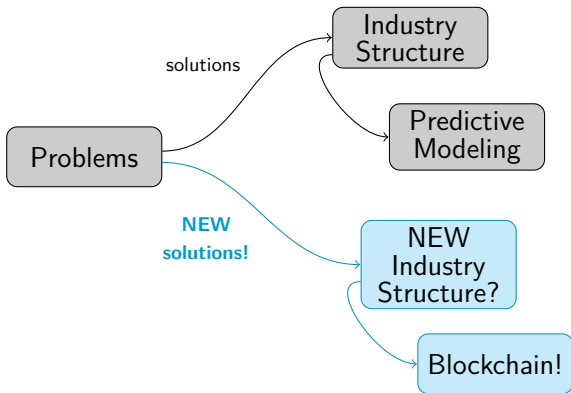 Industry
Structure
solutions
Predictive
Modeling
Problems
NEW
solutions!
NEW
Industry
Structure?
Blockchain!